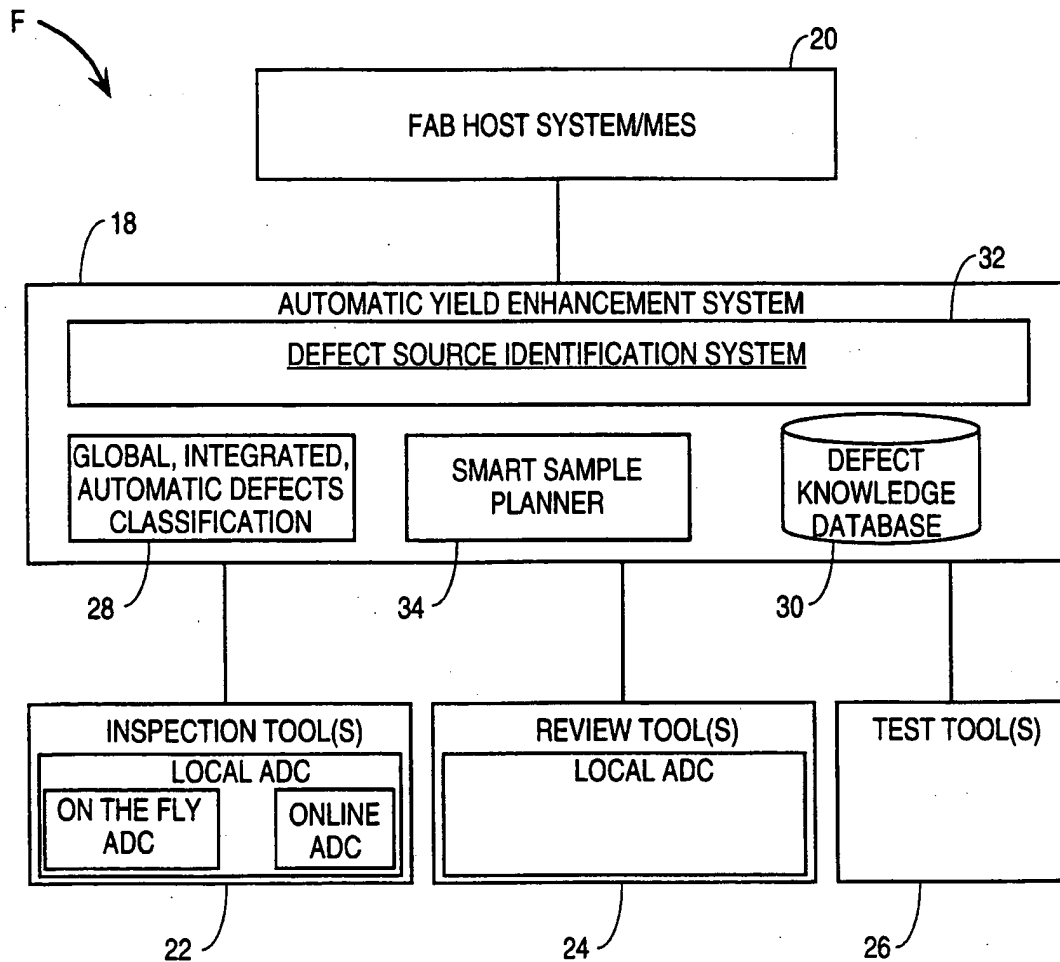 F
20
FAB HOST SYSTEM/MES
18
32
AUTOMATIC YIELD ENHANCEMENT SYSTEM
DEFECT SOURCE IDENTIFICATION SYSTEM
GLOBAL, INTEGRATED,
AUTOMATIC DEFECTS
CLASSIFICATION
SMART SAMPLE
PLANNER
DEFECT
KNOWLEDGE
DATABASE
28
34
30
INSPECTION TOOL(S)
LOCAL ADC
ON THE FLY
ADC
ONLINE
ADC
REVIEW TOOL(S)
LOCAL ADC
TEST TOOL(S)
22
24
26